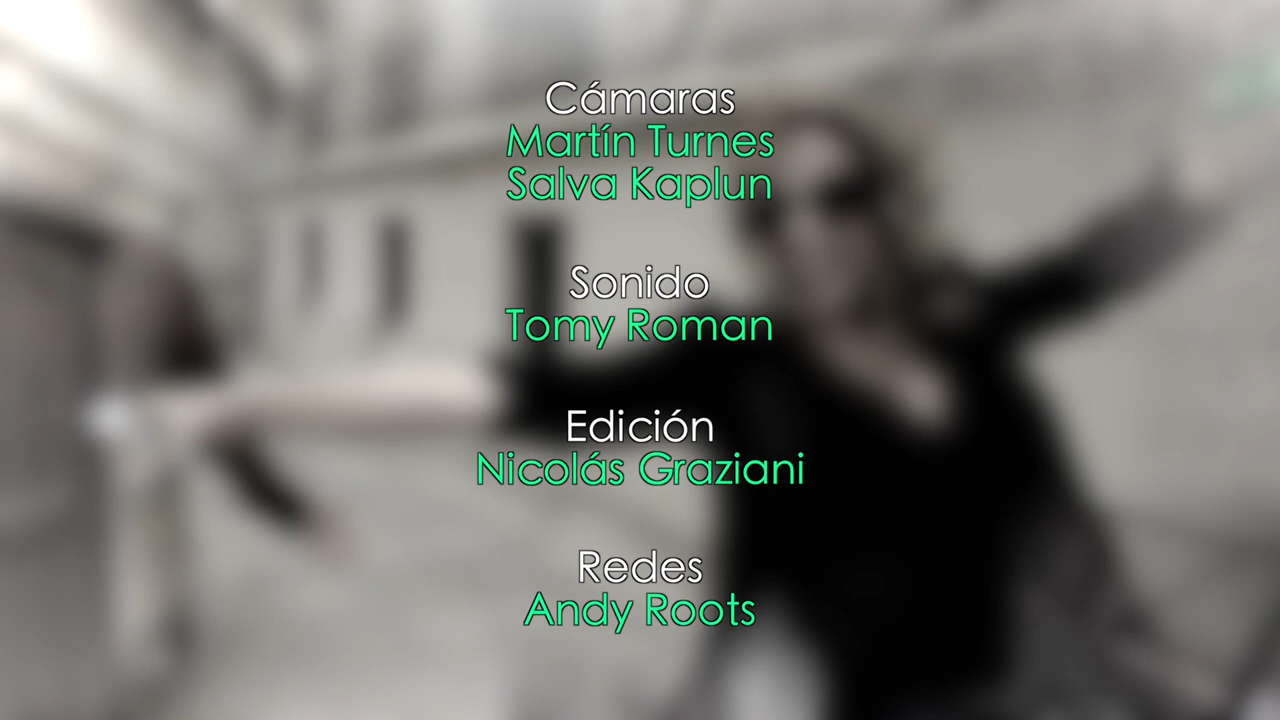 Cámaras
Martín Turnes
Salva Kaplun
Sonido
Tomy Roman
Edición
Nicolás Graziani
Redes
Andy Roots